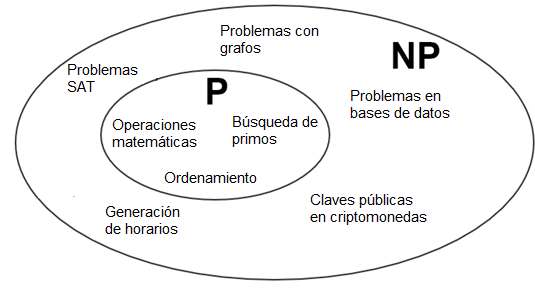 Problemas con
grafos
NP
Problemas
SAT
P
Problemas en
bases de datos
Operaciones
matemáticas
Búsqueda de
primos
Ordenamiento
Generación
de horarios
Claves públicas
en criptomonedas